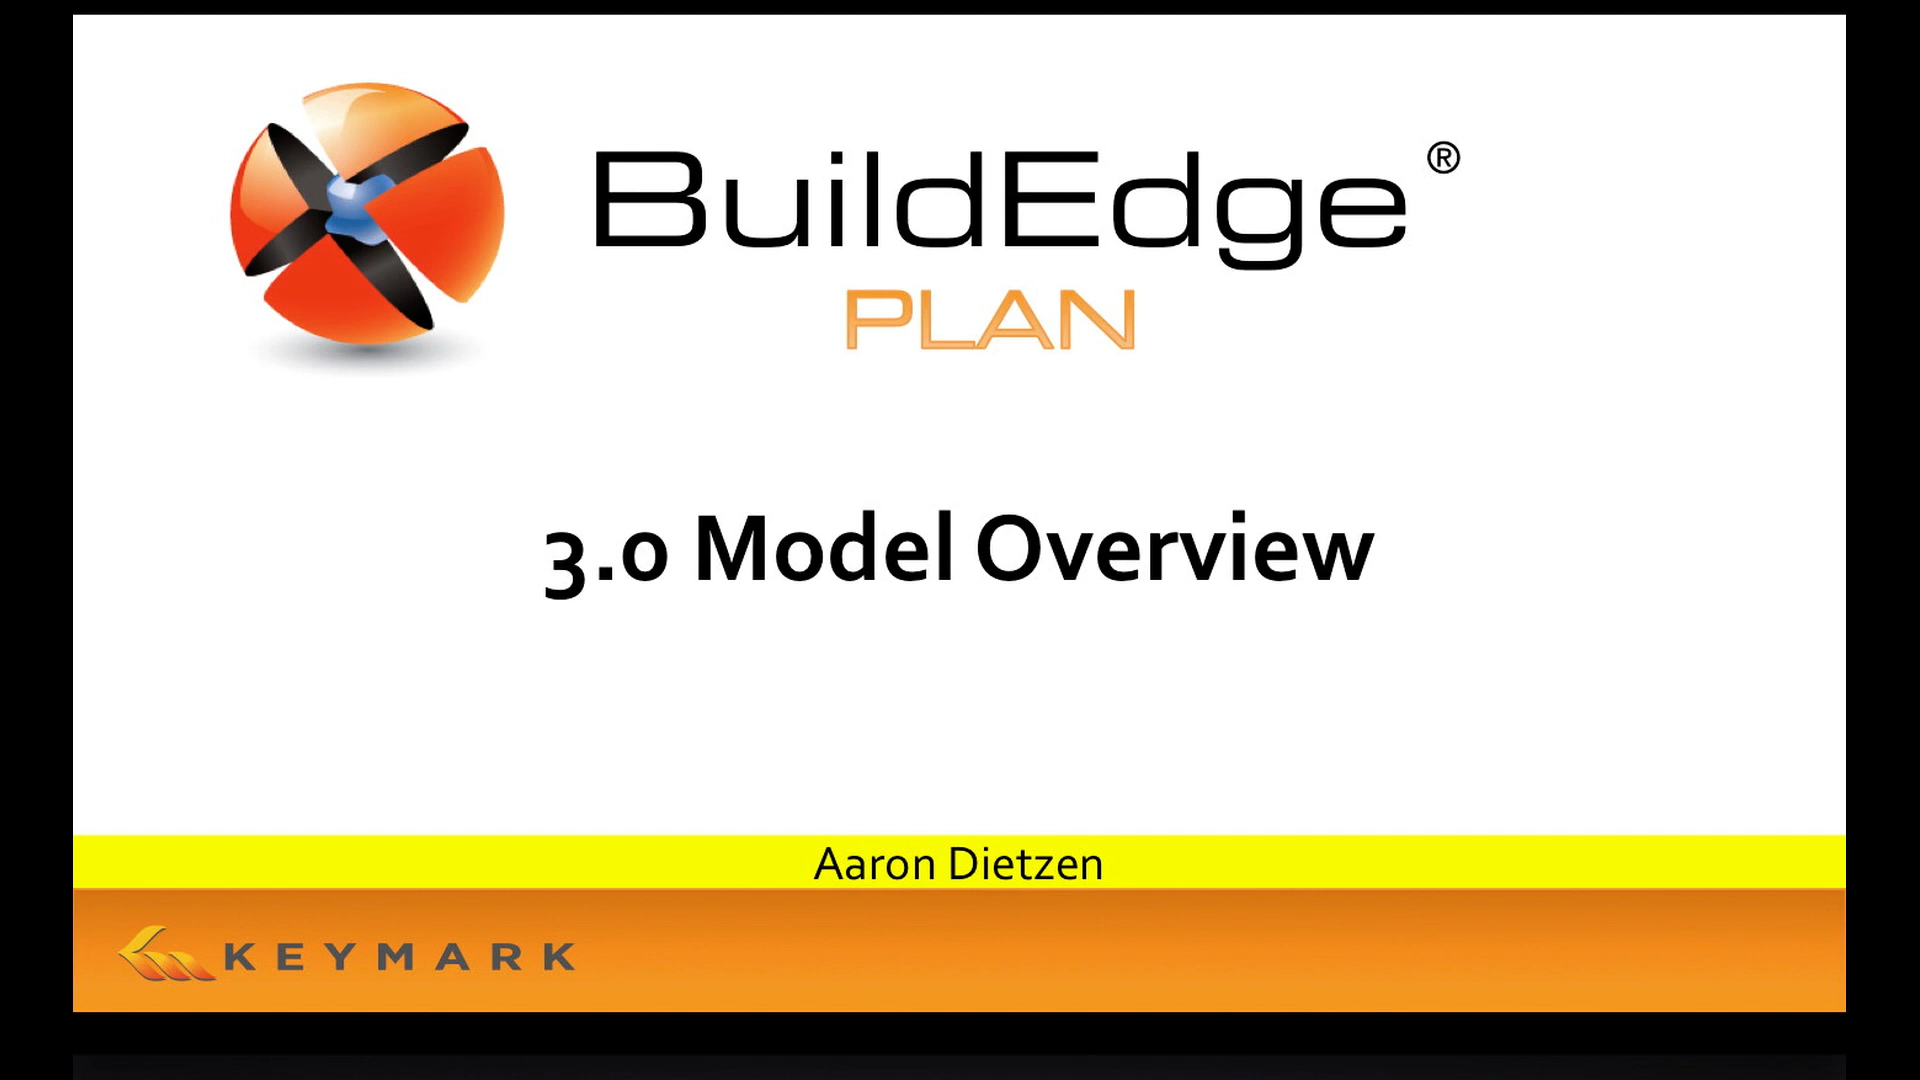 BuildEdge®
PLAN
3.0 Model Overview
Aaron Dietzen
KEYMARK